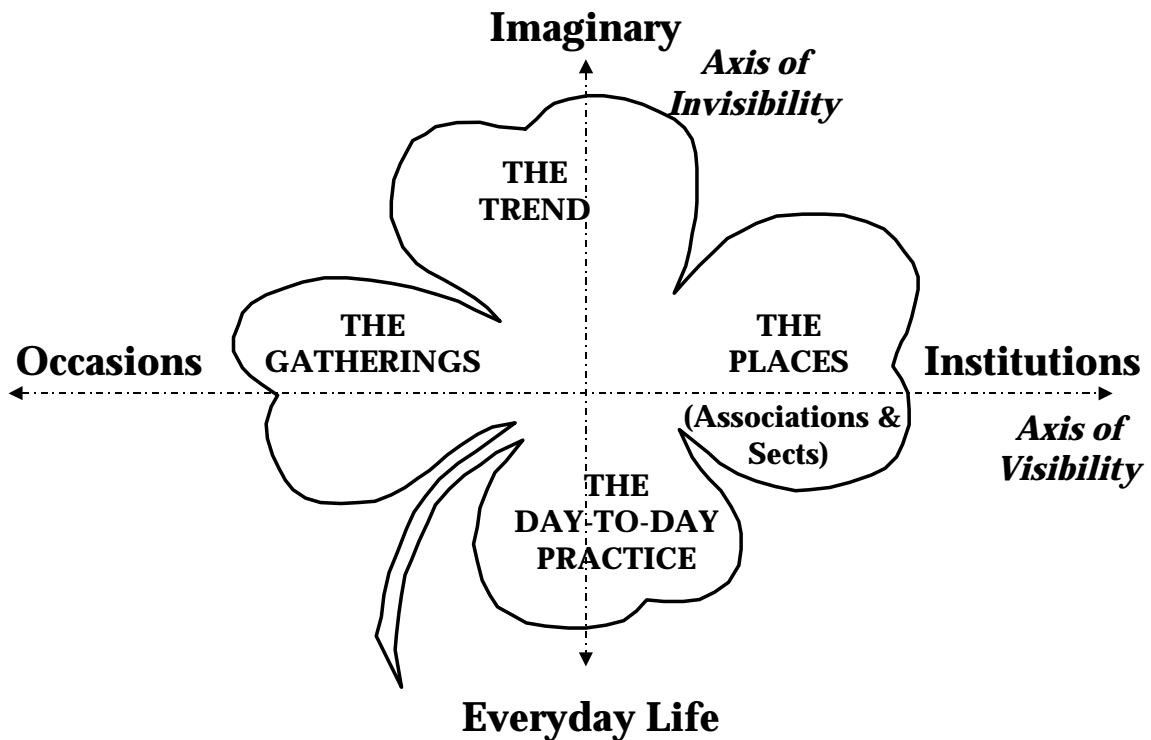 Imaginary
Axis of
Invisibility
THE
TREND
THE
GATHERINGS
THE
PLACES
Occasions
Institutions
(Associations &
Sects)
Axis of
Visibility
THE
DAY-TO-DAY
PRACTICE
Everyday Life